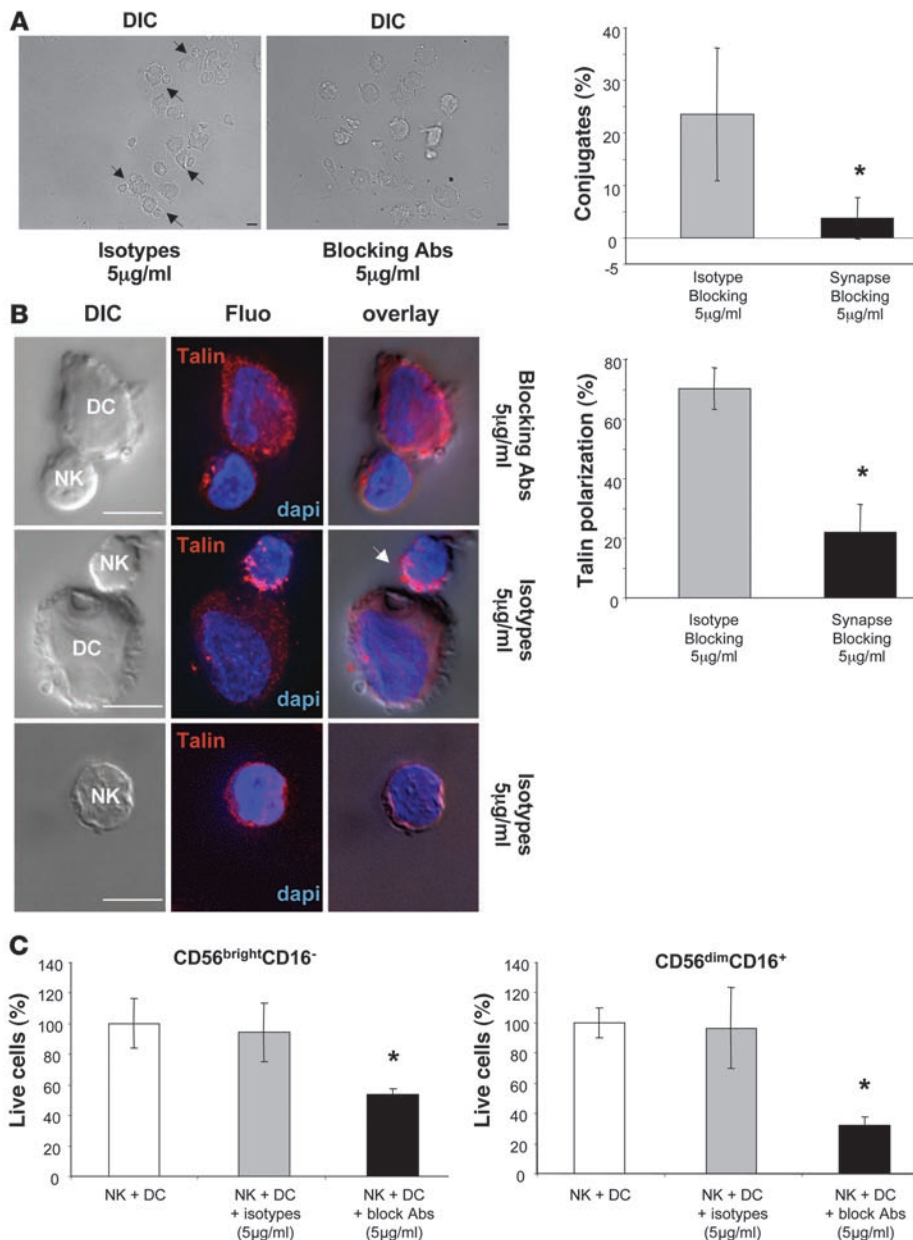 A
DIC
DIC
Isotypes
5μg/ml
Blocking Abs
5μg/ml
Conjugates (%)
40
30
20
10
0
-5
*
Isotype
Blocking
5μg/ml
Synapse
Blocking
5μg/ml
B
DIC
Fluo
overlay
DC
NK
Talin
dapi
Blocking Abs
5μg/ml
NK
DC
Talin
dapi
Isotypes
5μg/ml
NK
Talin
dapi
Isotypes
5μg/ml
Talin polarization (%)
80
60
40
20
0
*
Isotype
Blocking
5μg/ml
Synapse
Blocking
5μg/ml
C
CD56brightCD16-
Live cells (%)
140
120
100
80
60
40
20
0
*
NK + DC
NK + DC
+ isotypes
(5μg/ml)
NK + DC
+ block Abs
(5μg/ml)
CD56dimCD16+
Live cells (%)
140
120
100
80
60
40
20
0
*
NK + DC
NK + DC
+ isotypes
(5μg/ml)
NK + DC
+ block Abs
(5μg/ml)